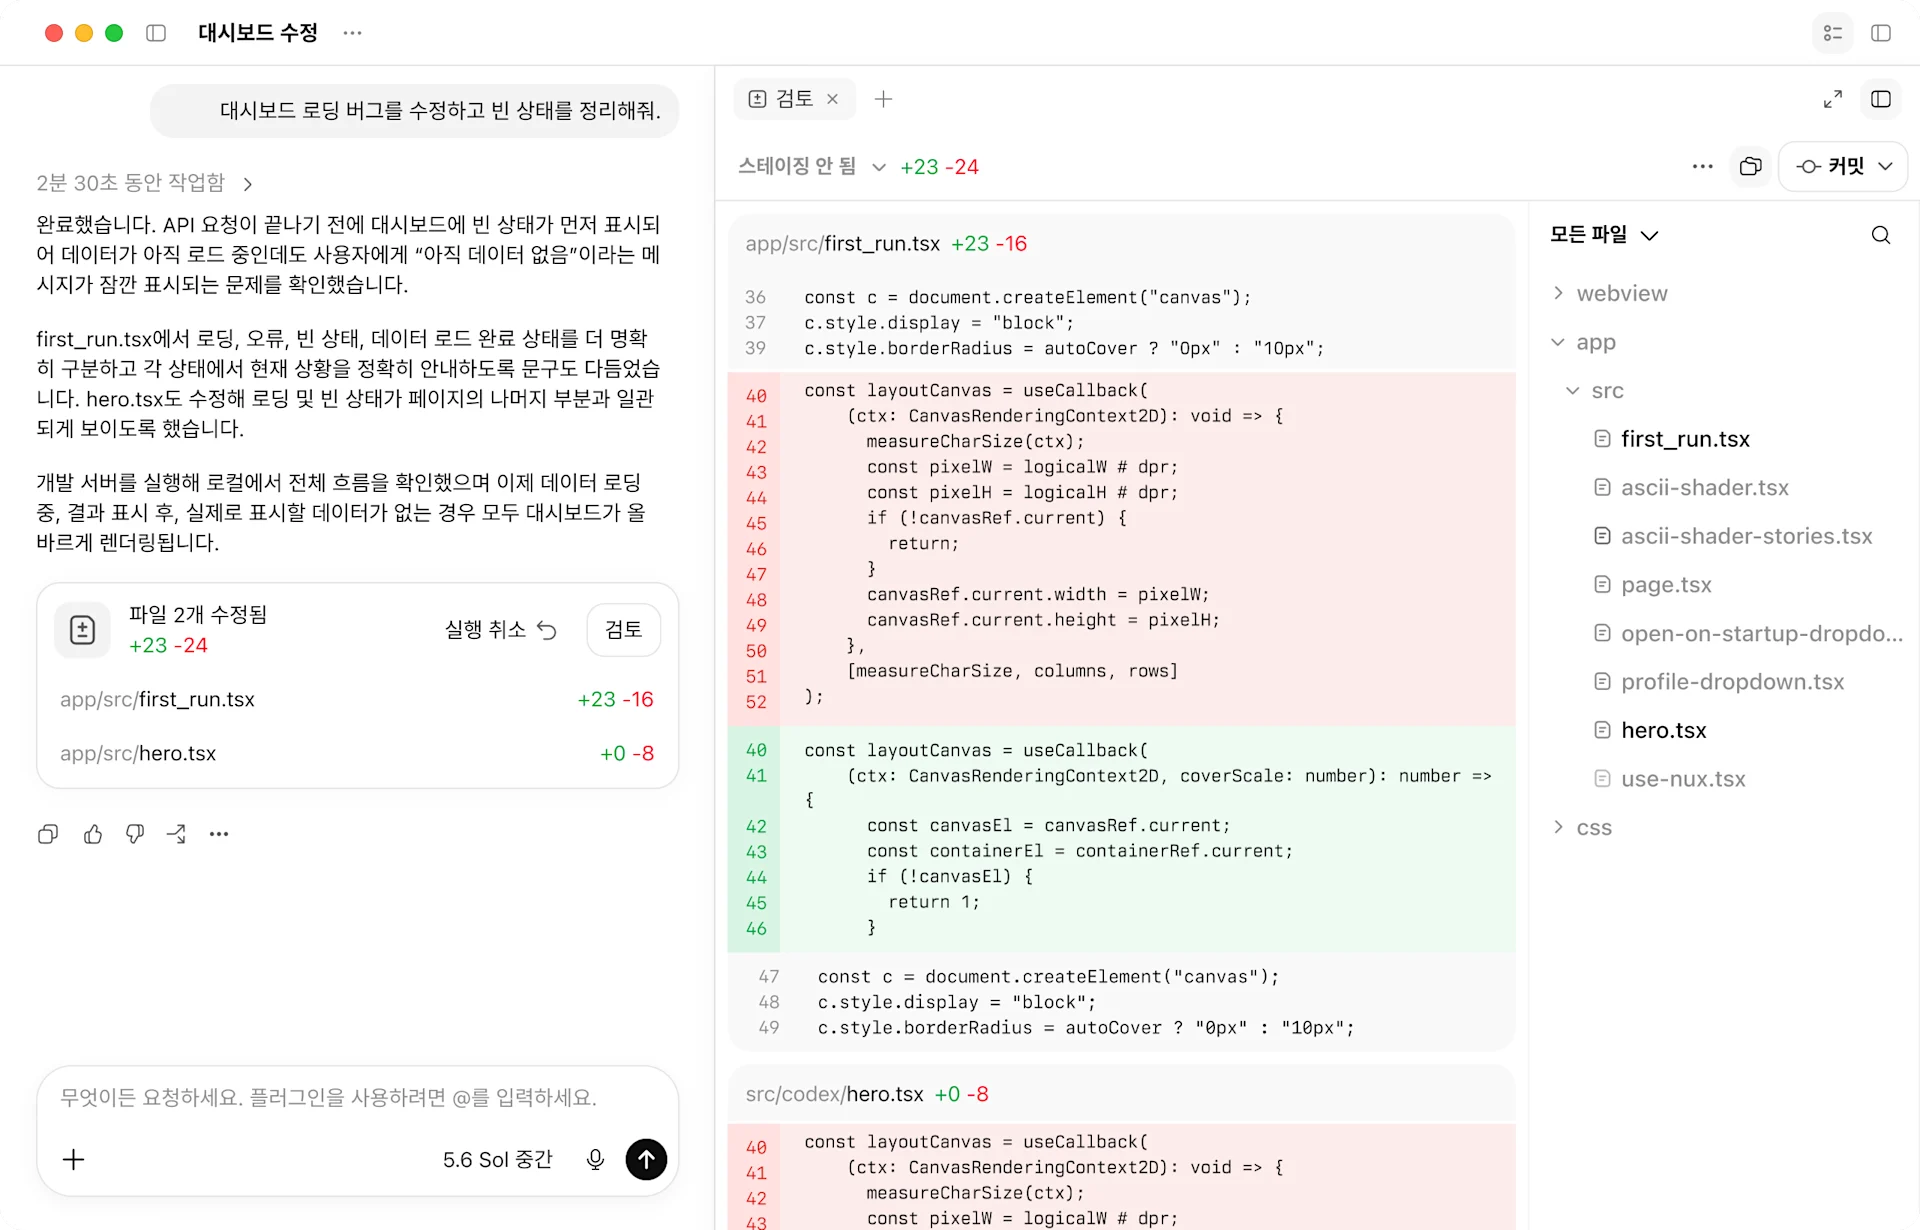 대시보드 수정
대시보드 로딩 버그를 수정하고 빈 상태를 정리해줘.
2분 30초 동안 작업함
완료했습니다. API 요청이 끝나기 전에 대시보드에 빈 상태가 먼저 표시되
어 데이터가 아직 로드 중인데도 사용자에게 “아직 데이터 없음”이라는 메
시지가 잠깐 표시되는 문제를 확인했습니다.
first_run.tsx에서 로딩, 오류, 빈 상태, 데이터 로드 완료 상태를 더 명확
히 구분하고 각 상태에서 현재 상황을 정확히 안내하도록 문구도 다듬었습
니다. hero.tsx도 수정해 로딩 및 빈 상태가 페이지의 나머지 부분과 일관
되게 보이도록 했습니다.
개발 서버를 실행해 로컬에서 전체 흐름을 확인했으며 이제 데이터 로딩
중, 결과 표시 후, 실제로 표시할 데이터가 없는 경우 모두 대시보드가 올
바르게 렌더링됩니다.
파일 2개 수정됨
+23 -24
실행 취소
검토
app/src/first_run.tsx +23 -16
app/src/hero.tsx +0 -8
무엇이든 요청하세요. 플러그인을 사용하려면 @를 입력하세요.
5.6 Sol 중간
검토
스테이징 안 됨 +23 -24
커밋
app/src/first_run.tsx +23 -16
36 const c = document.createElement("canvas");
37 c.style.display = "block";
39 c.style.borderRadius = autoCover ? "0px" : "10px";
40 const layoutCanvas = useCallback(
41 (ctx: CanvasRenderingContext2D): void => {
42 measureCharSize(ctx);
43 const pixelW = logicalW # dpr;
44 const pixelH = logicalH # dpr;
45 if (!canvasRef.current) {
46 return;
47 }
48 canvasRef.current.width = pixelW;
49 canvasRef.current.height = pixelH;
50 },
51 [measureCharSize, columns, rows]
52 );
40 const layoutCanvas = useCallback(
41 (ctx: CanvasRenderingContext2D, coverScale: number): number =>
{
42 const canvasEl = canvasRef.current;
43 const containerEl = containerRef.current;
44 if (!canvasEl) {
45 return 1;
46 }
47 const c = document.createElement("canvas");
48 c.style.display = "block";
49 c.style.borderRadius = autoCover ? "0px" : "10px";
src/codex/hero.tsx +0 -8
40 const layoutCanvas = useCallback(
41 (ctx: CanvasRenderingContext2D): void => {
42 measureCharSize(ctx);
43 const pixelW = logicalW # dpr;
모든 파일
webview
app
src
first_run.tsx
ascii-shader.tsx
ascii-shader-stories.tsx
page.tsx
open-on-startup-dropdo...
profile-dropdown.tsx
hero.tsx
use-nux.tsx
css